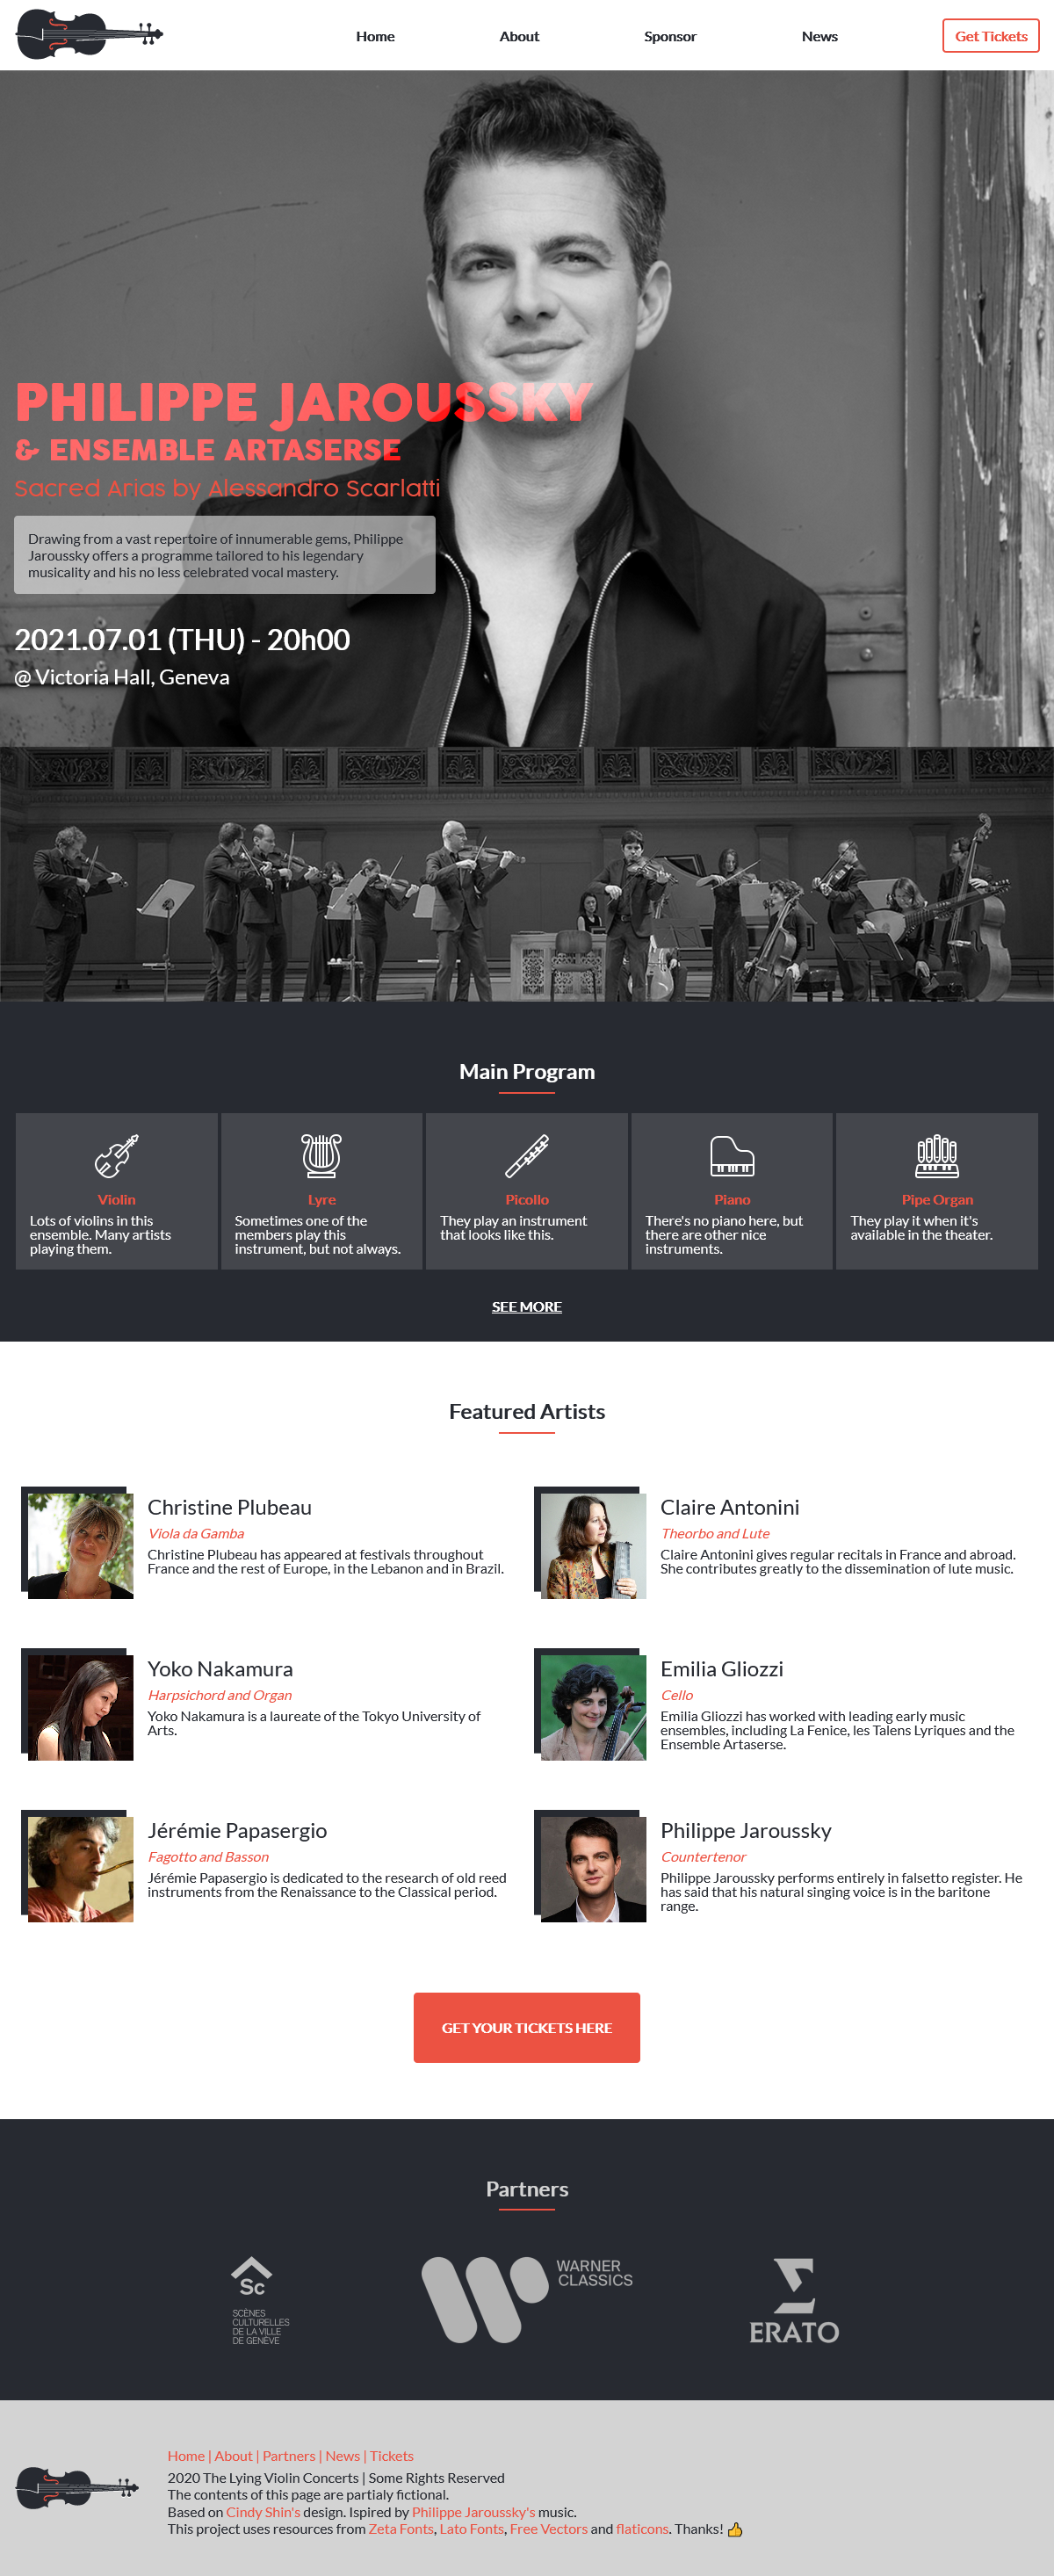 Home
About
Sponsor
News
Get Tickets
PHILIPPE JAROUSSKY
& ENSEMBLE ARTASERSE
Sacred Arias by Alessandro Scarlatti
Drawing from a vast repertoire of innumerable gems, Philippe
Jaroussky offers a programme tailored to his legendary
musicality and his no less celebrated vocal mastery.
2021.07.01 (THU) - 20h00
@ Victoria Hall, Geneva
Main Program
Violin
Lots of violins in this
ensemble. Many artists
playing them.
Lyre
Sometimes one of the
members play this
instrument, but not always.
Picollo
They play an instrument
that looks like this.
Piano
There's no piano here, but
there are other nice
instruments.
Pipe Organ
They play it when it's
available in the theater.
SEE MORE
Featured Artists
Christine Plubeau
Viola da Gamba
Christine Plubeau has appeared at festivals throughout
France and the rest of Europe, in the Lebanon and in Brazil.
Claire Antonini
Theorbo and Lute
Claire Antonini gives regular recitals in France and abroad.
She contributes greatly to the dissemination of lute music.
Yoko Nakamura
Harpsichord and Organ
Yoko Nakamura is a laureate of the Tokyo University of
Arts.
Emilia Gliozzi
Cello
Emilia Gliozzi has worked with leading early music
ensembles, including La Fenice, les Talens Lyriques and the
Ensemble Artaserse.
Jérémie Papasergio
Fagotto and Basson
Jérémie Papasergio is dedicated to the research of old reed
instruments from the Renaissance to the Classical period.
Philippe Jaroussky
Countertenor
Philippe Jaroussky performs entirely in falsetto register. He
has said that his natural singing voice is in the baritone
range.
GET YOUR TICKETS HERE
Partners
Sc
SCÈNES
CULTURELLES
DE LA VILLE
DE GENÈVE
WARNER
CLASSICS
ERATO
Home | About | Partners | News | Tickets
2020 The Lying Violin Concerts | Some Rights Reserved
The contents of this page are partialy fictional.
Based on Cindy Shin's design. Ispired by Philippe Jaroussky's music.
This project uses resources from Zeta Fonts, Lato Fonts, Free Vectors and flaticons. Thanks! 👍